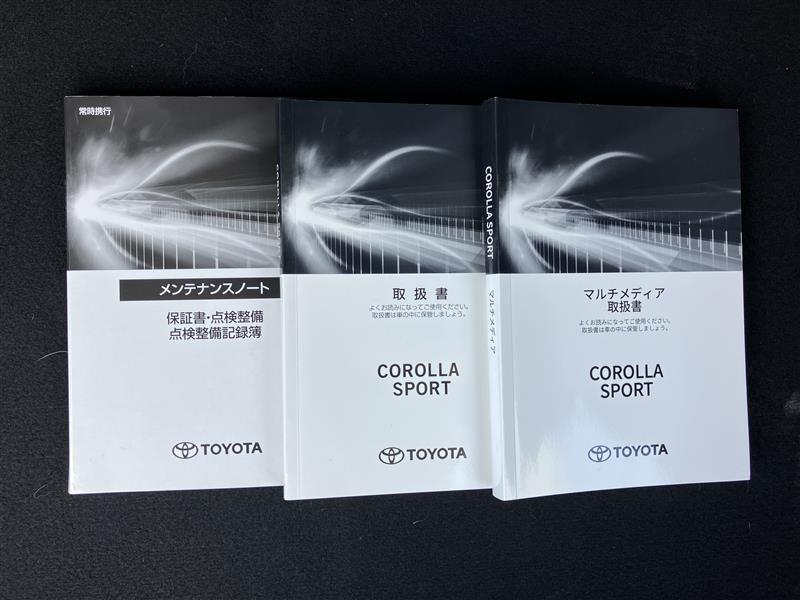 常時携行
メンテナンスノート
保証書・点検整備
点検整備記録簿
TOYOTA
取扱書
よくお読みになってご使用ください。
取扱書は車の中に保管しましょう。
COROLLA
SPORT
TOYOTA
COROLLA SPORT
マルチメディア
マルチメディア
取扱書
よくお読みになってご使用ください。
取扱書は車の中に保管しましょう。
COROLLA
SPORT
TOYOTA